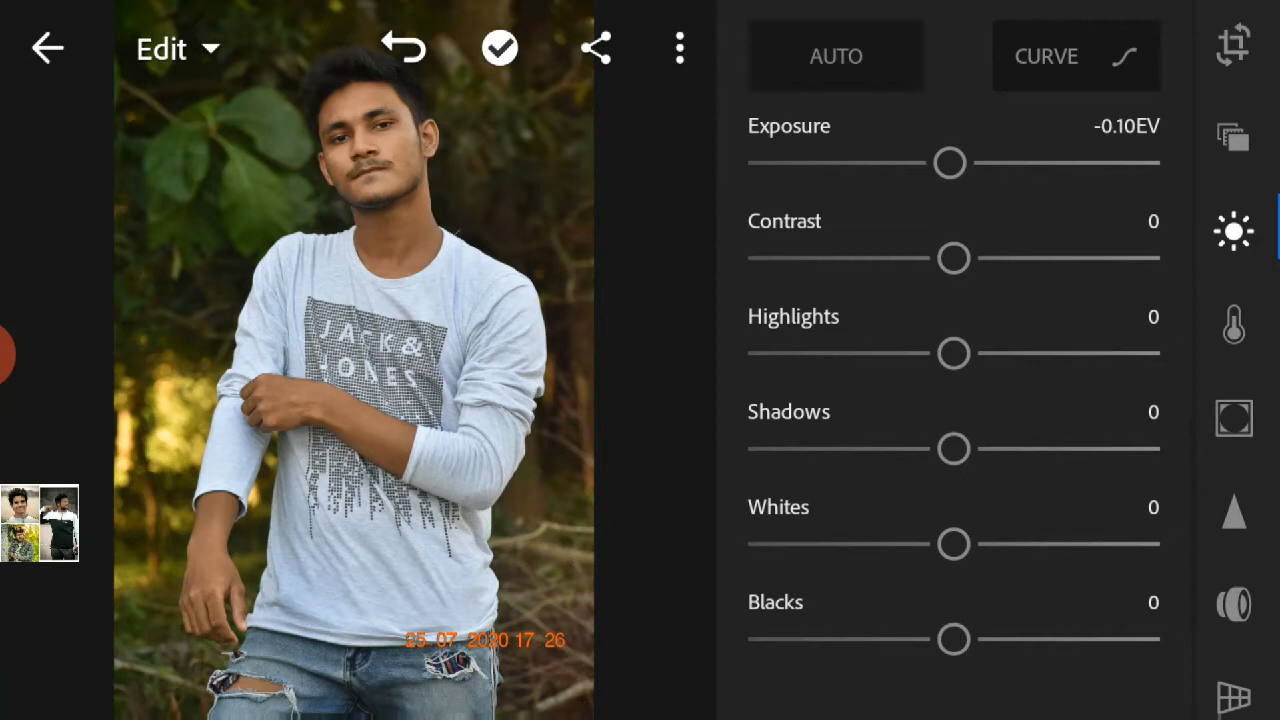 Edit
AUTO
CURVE
Exposure
-0.10EV
Contrast
0
Highlights
0
Shadows
0
Whites
0
Blacks
0
JACK &
JONES
25 07 2020 17 26